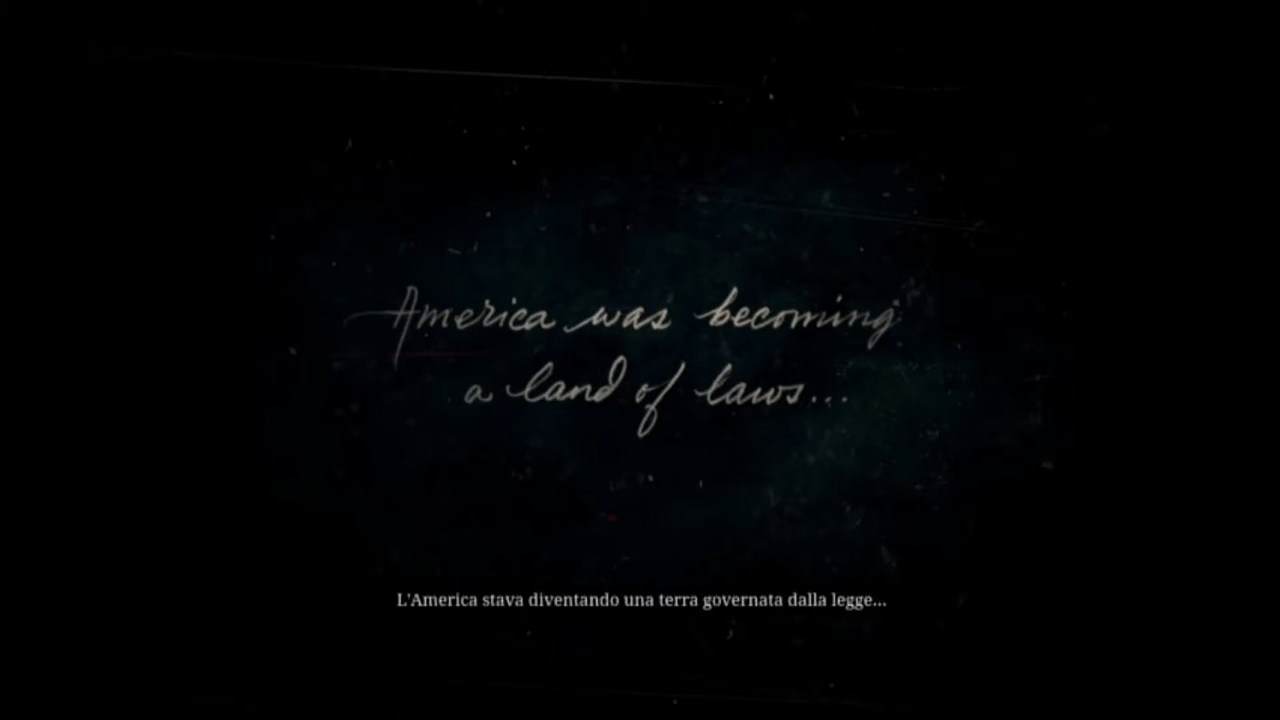 America was becoming
a land of laws...
L'America stava diventando una terra governata dalla legge...